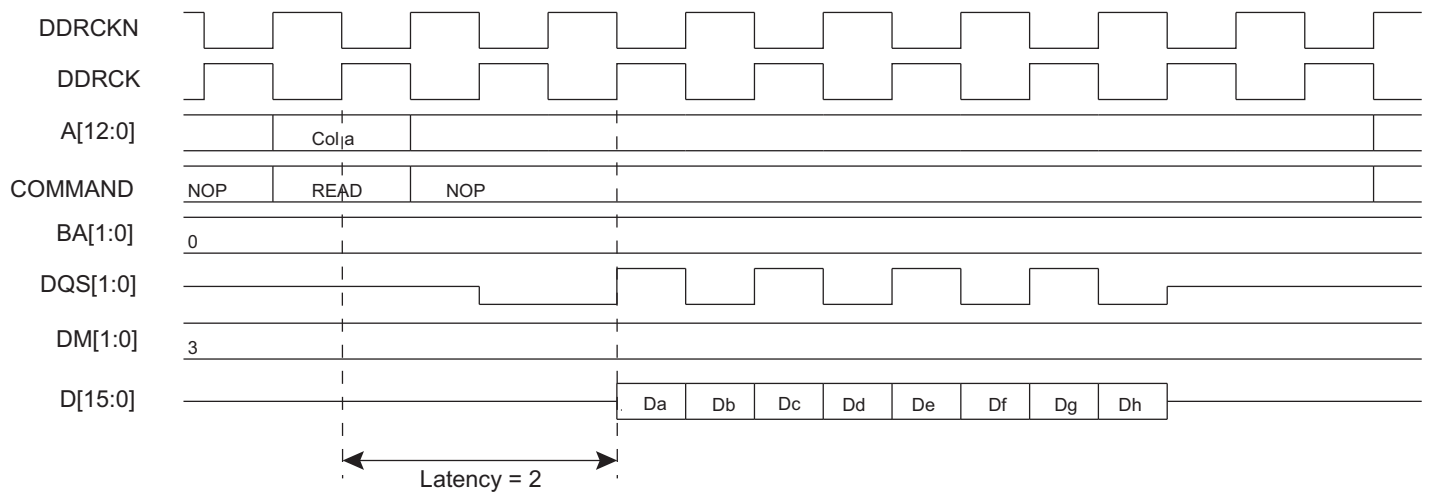 DDRCKN
DDRCK
A[12:0]
Col a
COMMAND
NOP READ NOP
BA[1:0]
0
DQS[1:0]
DM[1:0]
3
D[15:0]
Da Db Dc Dd De Df Dg Dh
Latency = 2